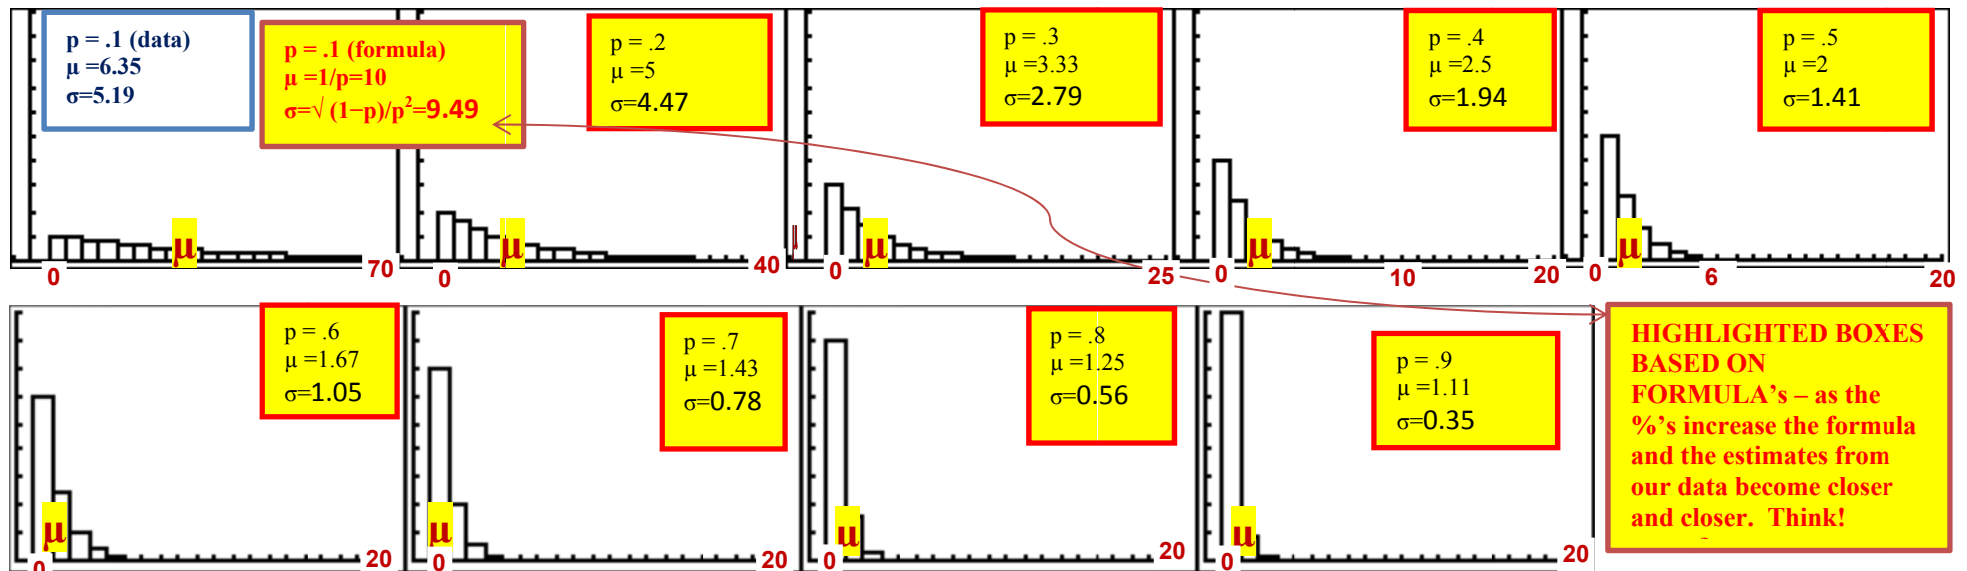 p = .1 (data)
µ =6.35
σ=5.19
p = .1 (formula)
µ =1/p=10
σ=√ (1−p)/p²=9.49
p = .2
µ =5
σ=4.47
p = .3
µ =3.33
σ=2.79
p = .4
µ =2.5
σ=1.94
p = .5
µ =2
σ=1.41
µ
µ
µ
µ
µ
0
70
0
40
0
25
0
10
20
0
6
20
p = .6
µ =1.67
σ=1.05
p = .7
µ =1.43
σ=0.78
p = .8
µ =1.25
σ=0.56
p = .9
µ =1.11
σ=0.35
HIGHLIGHTED BOXES
BASED ON
FORMULA's – as the
%'s increase the formula
and the estimates from
our data become closer
and closer. Think!
µ
µ
µ
µ
0
20
0
20
0
20
0
20